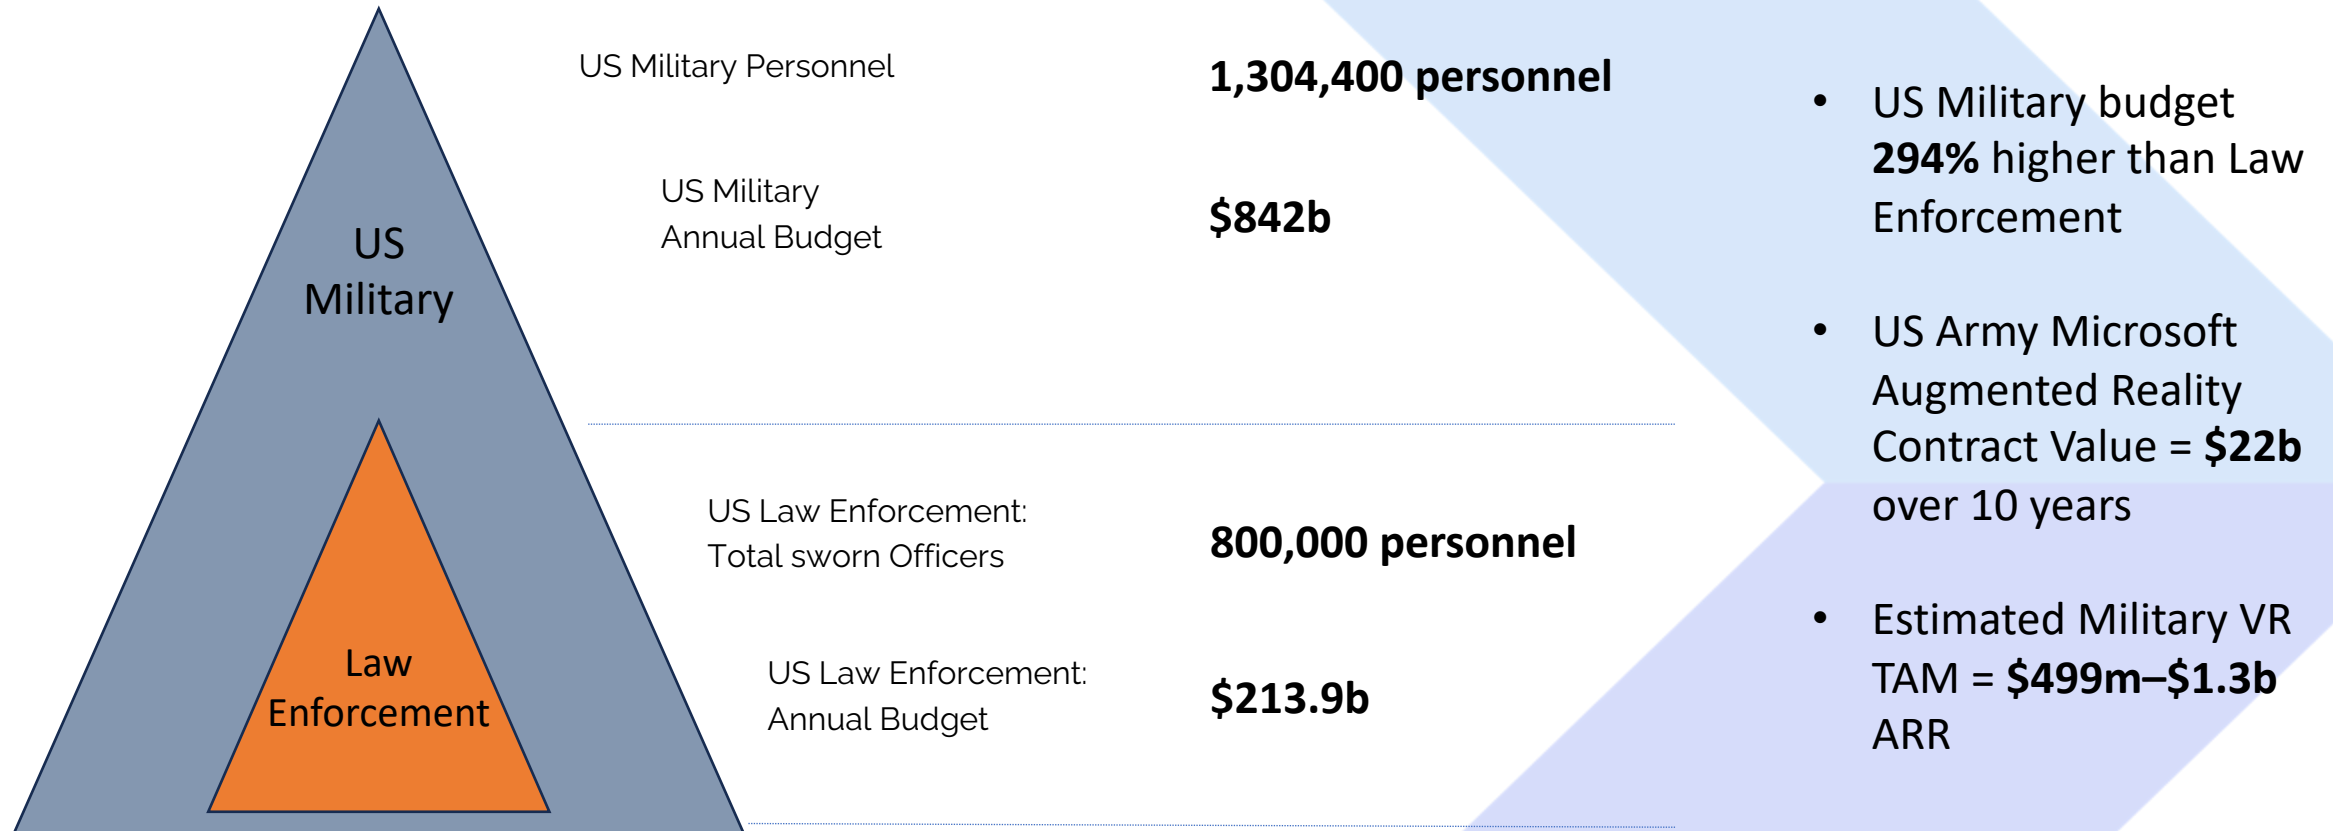 US
Military
Law
Enforcement
US Military Personnel
1,304,400 personnel
US Military
Annual Budget
$842b
US Law Enforcement:
Total sworn Officers
800,000 personnel
US Law Enforcement:
Annual Budget
$213.9b
• US Military budget
294% higher than Law
Enforcement
• US Army Microsoft
Augmented Reality
Contract Value = $22b
over 10 years
• Estimated Military VR
TAM = $499m–$1.3b
ARR